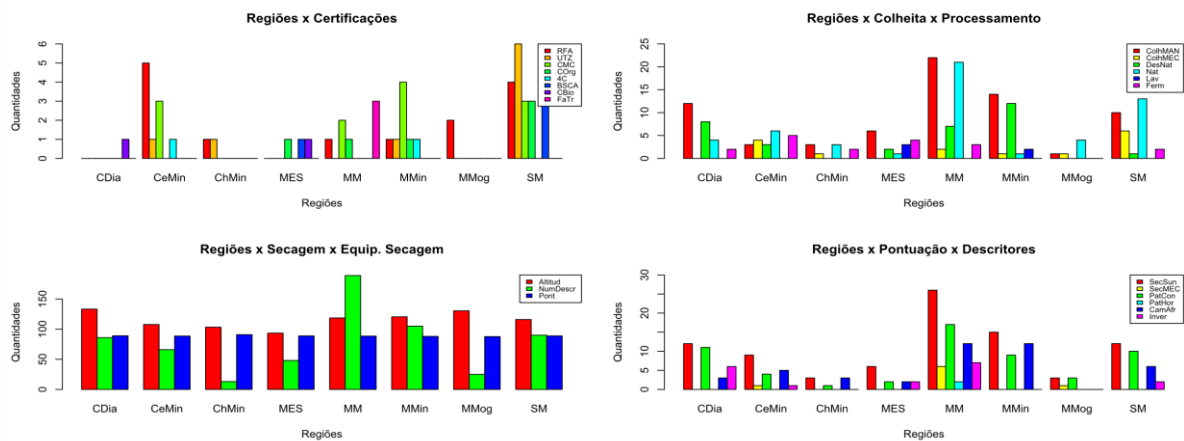 Regiões x Certificações
Quantidades
6
5
4
3
2
1
0
RFA
UTZ
CMC
COrg
4C
BSCA
CBio
FaTr
CDia CeMin ChMin MES MM MMin MMog SM
Regiões
Regiões x Colheita x Processamento
Quantidades
25
20
15
10
5
0
ColhMAN
ColhMEC
DesNat
Nat
Lav
Ferm
CDia CeMin ChMin MES MM MMin MMog SM
Regiões
Regiões x Secagem x Equip. Secagem
Quantidades
150
100
50
0
Altitud
NumDescr
Pont
CDia CeMin ChMin MES MM MMin MMog SM
Regiões
Regiões x Pontuação x Descritores
Quantidades
30
20
10
5
0
SecSun
SecMEC
PatCon
PatHor
CamAfr
Inver
CDia CeMin ChMin MES MM MMin MMog SM
Regiões